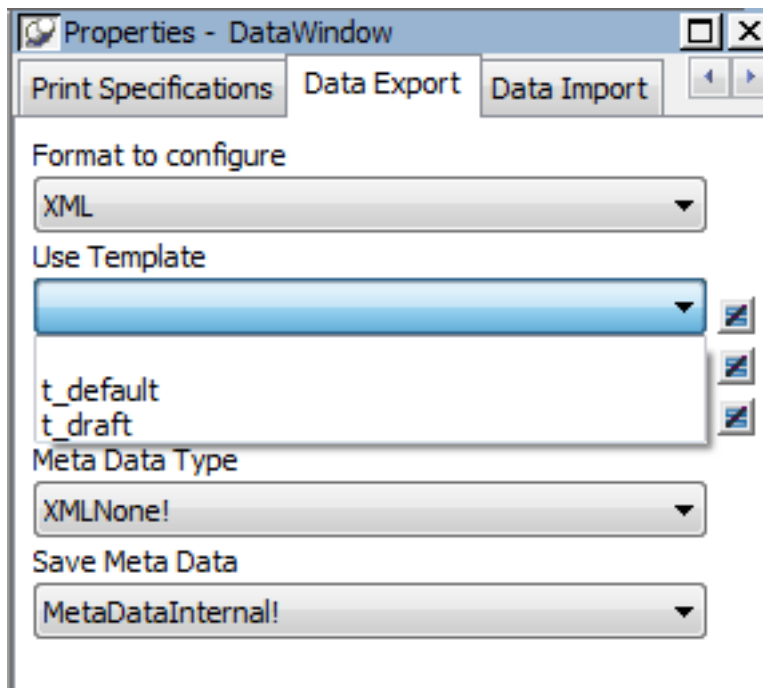 Properties - DataWindow
Print Specifications
Data Export
Data Import
Format to configure
XML
Use Template
t_default
t_draft
Meta Data Type
XMLNone!
Save Meta Data
MetaDataInternal!